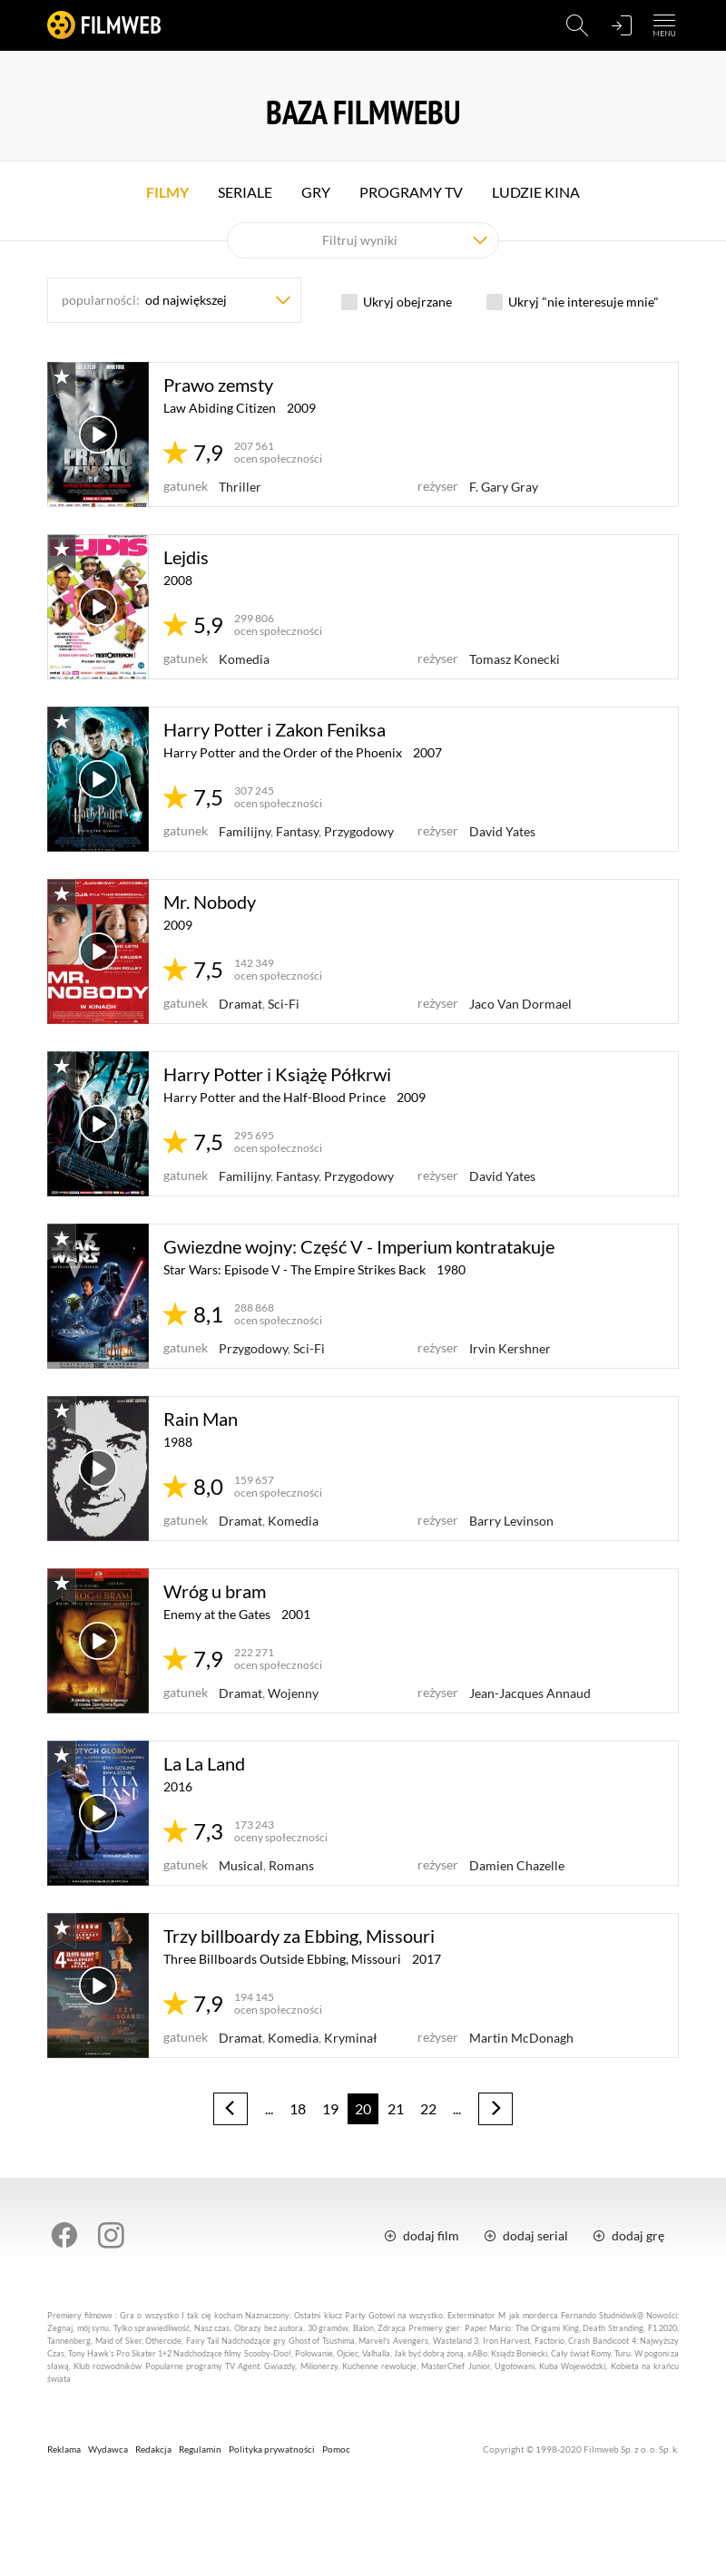 FILMWEB
MENU
BAZA FILMWEBU
FILMY SERIALE GRY PROGRAMY TV LUDZIE KINA
Filtruj wyniki
popularności: od największej
Ukryj obejrzane
Ukryj "nie interesuje mnie"
PRAWO
ZEMSTY
Prawo zemsty
Law Abiding Citizen 2009
7,9
207 561
ocen społeczności
gatunek Thriller
reżyser F. Gary Gray
LEJDIS
TESTOSTERON
Lejdis
2008
5,9
299 806
ocen społeczności
gatunek Komedia
reżyser Tomasz Konecki
Harry Potter
Harry Potter i Zakon Feniksa
Harry Potter and the Order of the Phoenix 2007
7,5
307 245
ocen społeczności
gatunek Familijny, Fantasy, Przygodowy
reżyser David Yates
MR.
NOBODY
W KINACH
Mr. Nobody
2009
7,5
142 349
ocen społeczności
gatunek Dramat, Sci-Fi
reżyser Jaco Van Dormael
Harry Potter i Książę Półkrwi
Harry Potter and the Half-Blood Prince 2009
7,5
295 695
ocen społeczności
gatunek Familijny, Fantasy, Przygodowy
reżyser David Yates
STAR
WARS
Gwiezdne wojny: Część V - Imperium kontratakuje
Star Wars: Episode V - The Empire Strikes Back 1980
8,1
288 868
ocen społeczności
gatunek Przygodowy, Sci-Fi
reżyser Irvin Kershner
Rain Man
1988
8,0
159 657
ocen społeczności
gatunek Dramat, Komedia
reżyser Barry Levinson
WRÓG U BRAM
Wróg u bram
Enemy at the Gates 2001
7,9
222 271
ocen społeczności
gatunek Dramat, Wojenny
reżyser Jean-Jacques Annaud
LA LA
LAND
La La Land
2016
7,3
173 243
oceny społeczności
gatunek Musical, Romans
reżyser Damien Chazelle
TRZY
BILLBOARDY
Trzy billboardy za Ebbing, Missouri
Three Billboards Outside Ebbing, Missouri 2017
7,9
194 145
ocen społeczności
gatunek Dramat, Komedia, Kryminał
reżyser Martin McDonagh
... 18 19 20 21 22 ...
dodaj film dodaj serial dodaj grę
Premiery filmowe : Gra o wszystko I tak cię kocham Naznaczony: Ostatni klucz Party Gotowi na wszystko. Exterminator M jak morderca Fernando Studniówk@ Nowości:
Żegnaj, mój synu, Tylko sprawiedliwość, Nasz czas, Obrazy bez autora, 30 gramów, Balon, Zdrajca Premiery gier: Paper Mario: The Origami King, Death Stranding, F1 2020,
Tannenberg, Maid of Sker, Othercide, Fairy Tail Nadchodzące gry Ghost of Tsushima, Marvel's Avengers, Wasteland 3, Iron Harvest, Factorio, Crash Bandicoot 4: Najwyższy
Czas, Tony Hawk's Pro Skater 1+2 Nadchodzące filmy Scooby-Doo!, Polowanie, Ojciec, Valhalla, Jak być dobrą żoną, xABo: Ksiądz Boniecki, Cały świat Romy, Turu. W pogoni za
sławą, Klub rozwodników Popularne programy TV Agent: Gwiazdy, Milionerzy, Kuchenne rewolucje, MasterChef Junior, Ugotowani, Kuba Wojewódzki, Kobieta na krańcu
świata
Reklama Wydawca Redakcja Regulamin Polityka prywatności Pomoc
Copyright © 1998-2020 Filmweb Sp. z o. o. Sp. k.